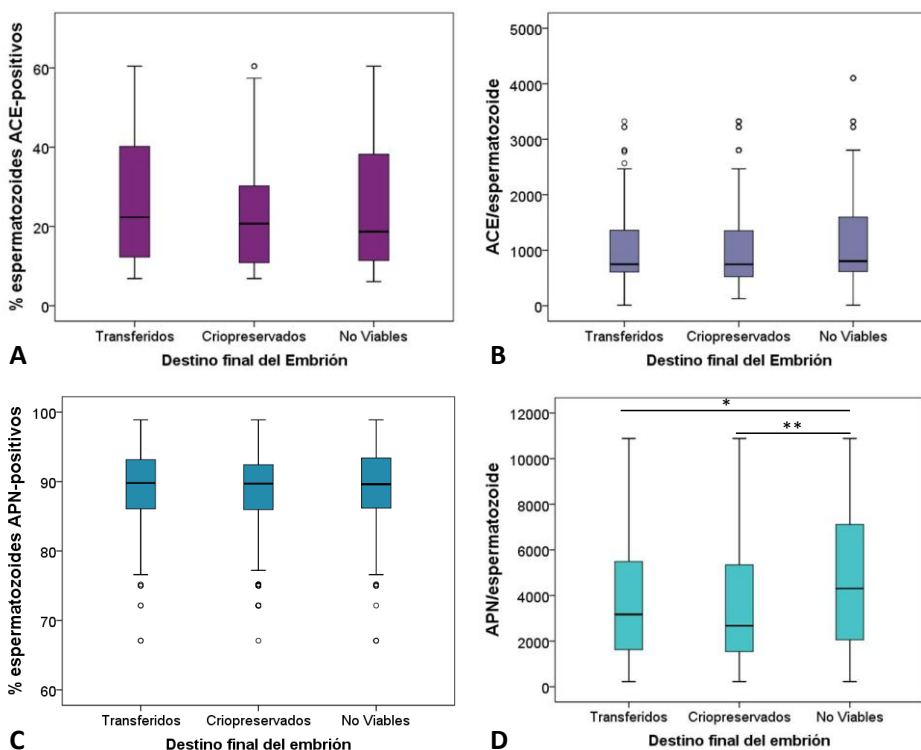 % espermatozoides ACE-positivos
60
40
20
0
Transferidos Criopreservados No Viables
Destino final del Embrión
A
ACE/espermatozoide
5000
4000
3000
2000
1000
0
Transferidos Criopreservados No Viables
Destino final del Embrión
B
% espermatozoides APN-positivos
100
90
80
70
60
Transferidos Criopreservados No Viables
Destino final del embrión
C
APN/espermatozoide
12000
10000
8000
6000
4000
2000
0
*
**
Transferidos Criopreservados No Viables
Destino final del embrión
D